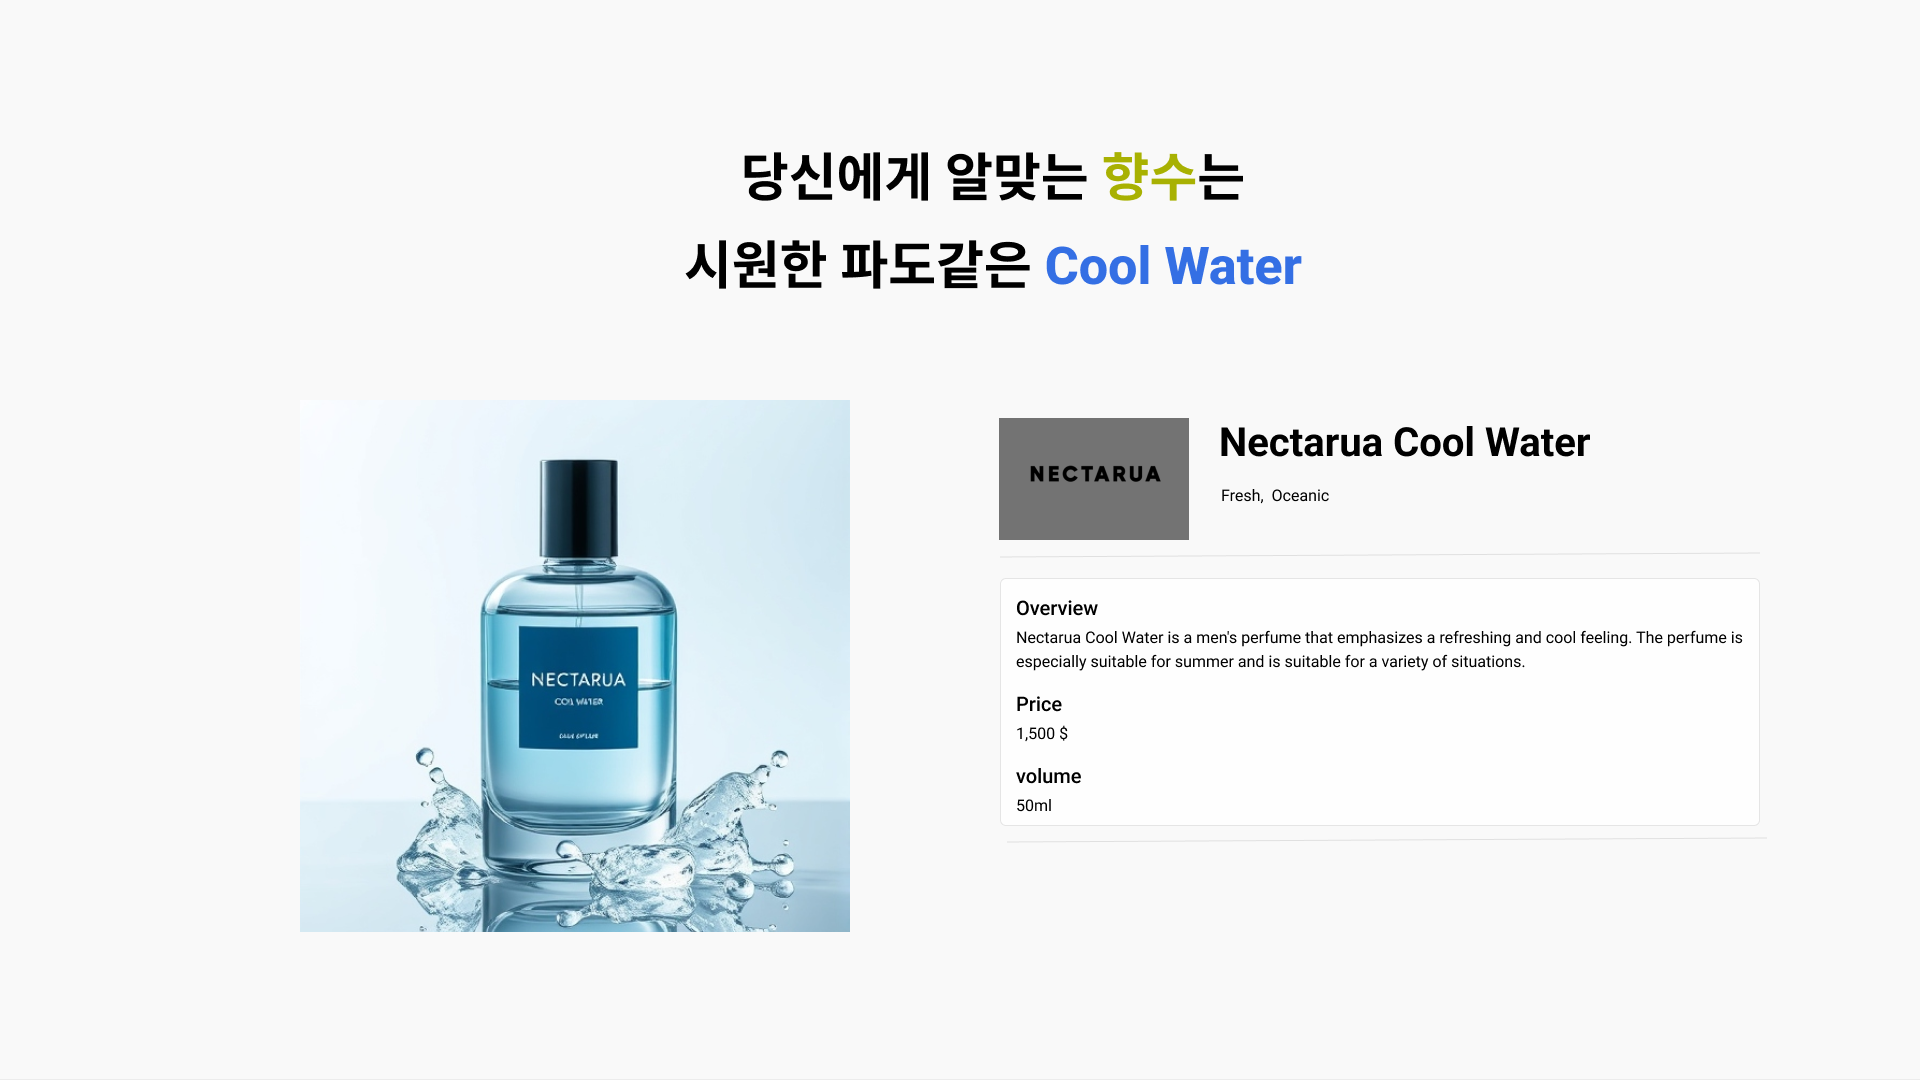 당신에게 알맞는 향수는
시원한 파도같은 Cool Water
NECTARUA
NECTARUA
Nectarua Cool Water
Fresh, Oceanic
Overview
Nectarua Cool Water is a men's perfume that emphasizes a refreshing and cool feeling. The perfume is
especially suitable for summer and is suitable for a variety of situations.
Price
1,500 $
volume
50ml